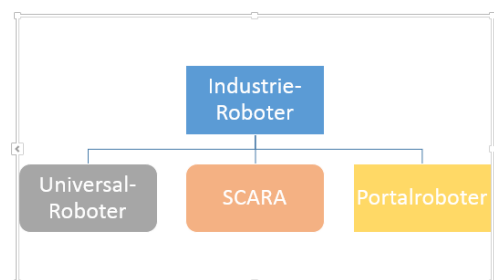 Industrie-
Roboter
Universal-
Roboter
SCARA
Portalroboter